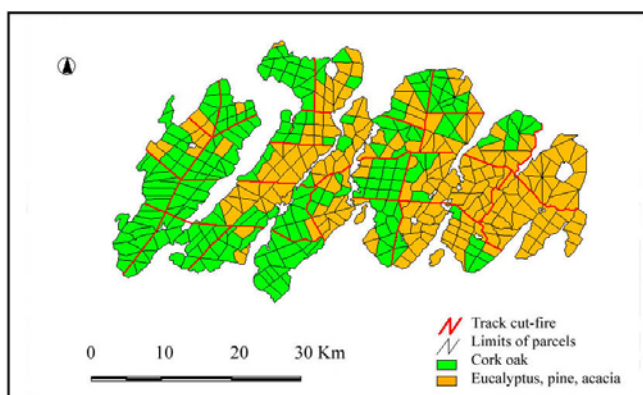 Track cut-fire
Limits of parcels
Cork oak
Eucalyptus, pine, acacia
0 10 20 30 Km